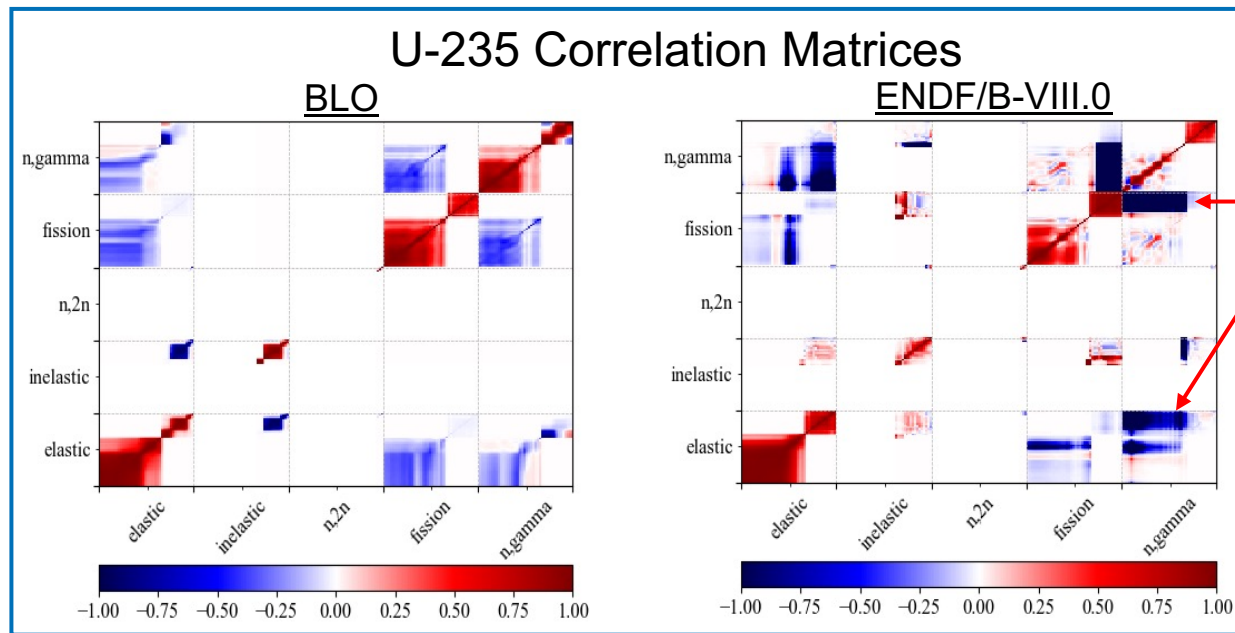 U-235 Correlation Matrices
BLO
n,gamma
fission
n,2n
inelastic
elastic
elastic
inelastic
n,2n
fission
n,gamma
−1.00 −0.75 −0.50 −0.25 0.00 0.25 0.50 0.75 1.00
ENDF/B-VIII.0
n,gamma
fission
n,2n
inelastic
elastic
elastic
inelastic
n,2n
fission
n,gamma
−1.00 −0.75 −0.50 −0.25 0.00 0.25 0.50 0.75 1.00